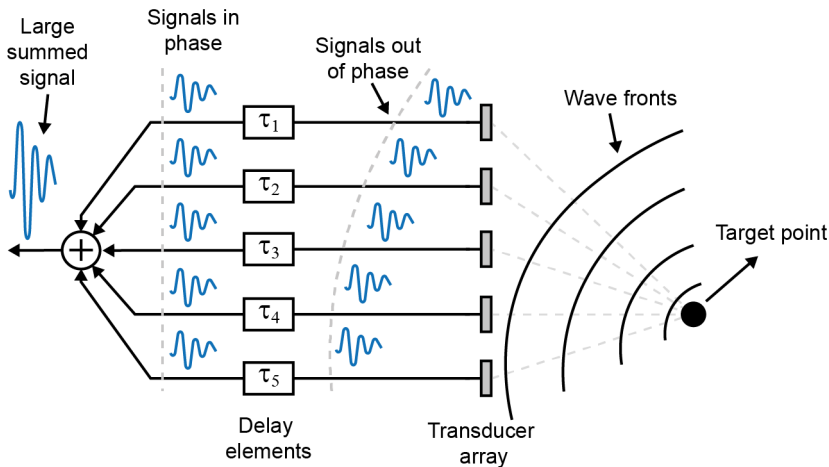 Large
summed
signal
Signals in
phase
Signals out
of phase
Wave fronts
Target point
τ1
τ2
τ3
τ4
τ5
+
Delay
elements
Transducer
array